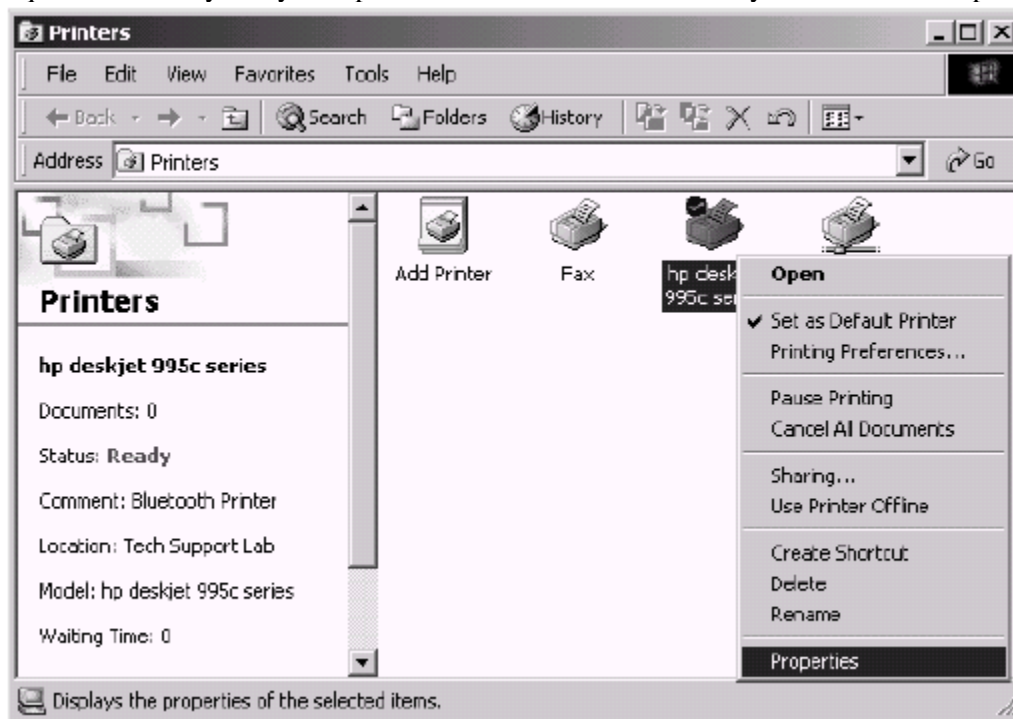 Printers
File Edit View Favorites Tools Help
Back Search Folders History
Address Printers Go
Printers
hp deskjet 995c series
Documents: 0
Status: Ready
Comment: Bluetooth Printer
Location: Tech Support Lab
Model: hp deskjet 995c series
Waiting Time: 0
Add Printer
Fax
hp desk
995c se
Open
Set as Default Printer
Printing Preferences...
Pause Printing
Cancel All Documents
Sharing...
Use Printer Offline
Create Shortcut
Delete
Rename
Properties
Displays the properties of the selected items.